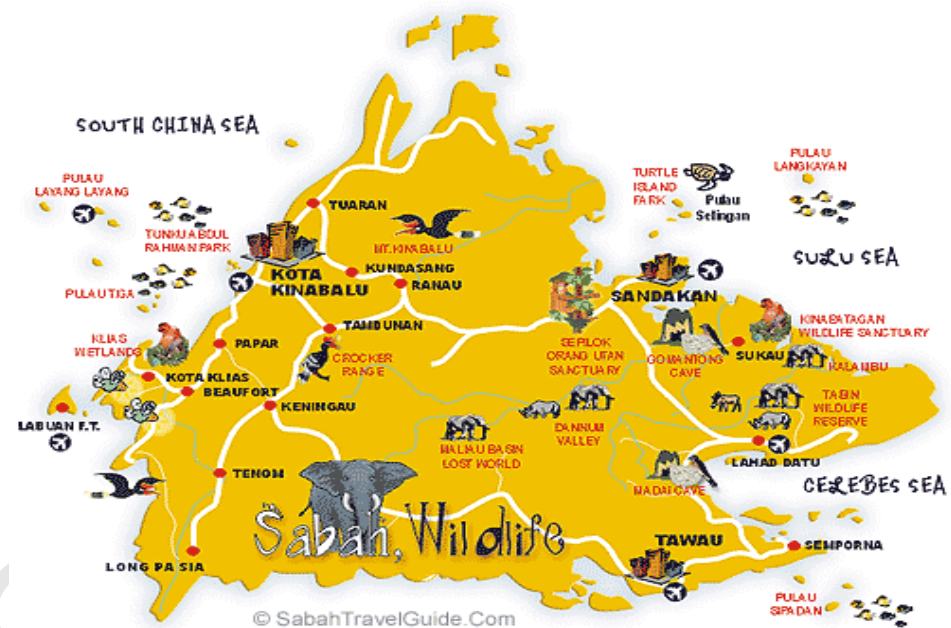 SOUTH CHINA SEA
PULAU
LAYANG LAYANG
TUNKU ABDUL
RAHMAN PARK
PULAU TIGA
TUARAN
MT.KINABALU
KOTA
KINABALU
KUNDASANG
RANAU
TURTLE
ISLAND
PARK
Pulau
Selingan
PULAU
LANGKAYAN
SULU SEA
SANDAKAN
SEPILOK
ORANG UTAN
SANCTUARY
GOMANTONG
CAVE
SUKAU
KINABATAGAN
WILDLIFE SANCTUARY
KALAMBU
TABIN
WILDLIFE
RESERVE
KLIAS
WETLANDS
PAPAR
TAMBUNAN
CROCKER
RANGE
KOTA KLIAS
BEAUFORT
KENINGAU
LABUAN F.T.
MALIAU BASIN
LOST WORLD
DANNUM
VALLEY
LAHAD DATU
MADAI CAVE
CELEBES SEA
TENOM
LONG PA SIA
Sabah, Wildlife
TAWAU
SEMPORNA
PULAU
SIPADAN
© SabahTravelGuide.Com